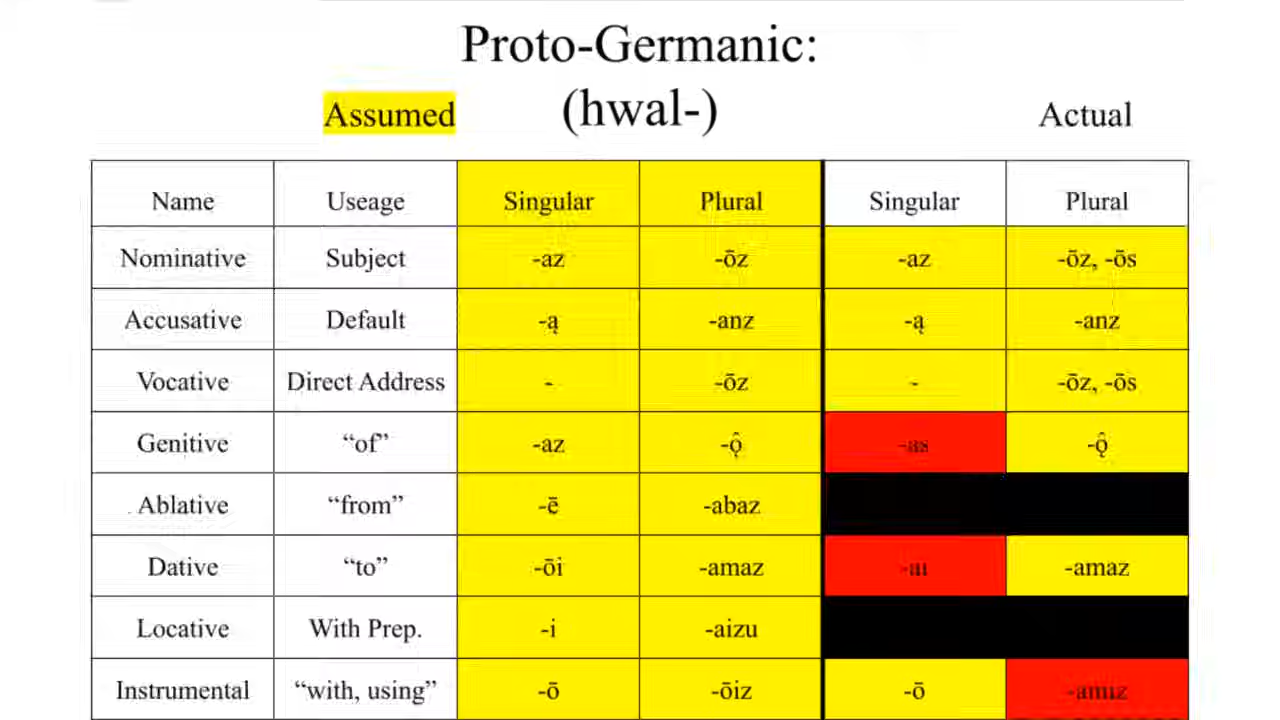 Proto-Germanic:
Assumed (hwal-) Actual
Name Useage Singular Plural Singular Plural
Nominative Subject -az -ōz -az -ōz, -ōs
Accusative Default -ą -anz -ą -anz
Vocative Direct Address - -ōz - -ōz, -ōs
Genitive “of” -az -ǫ̂ -as -ǫ̂
Ablative “from” -ē -abaz
Dative “to” -ōi -amaz -ai -amaz
Locative With Prep. -i -aizu
Instrumental “with, using” -ō -ōiz -ō -amiz